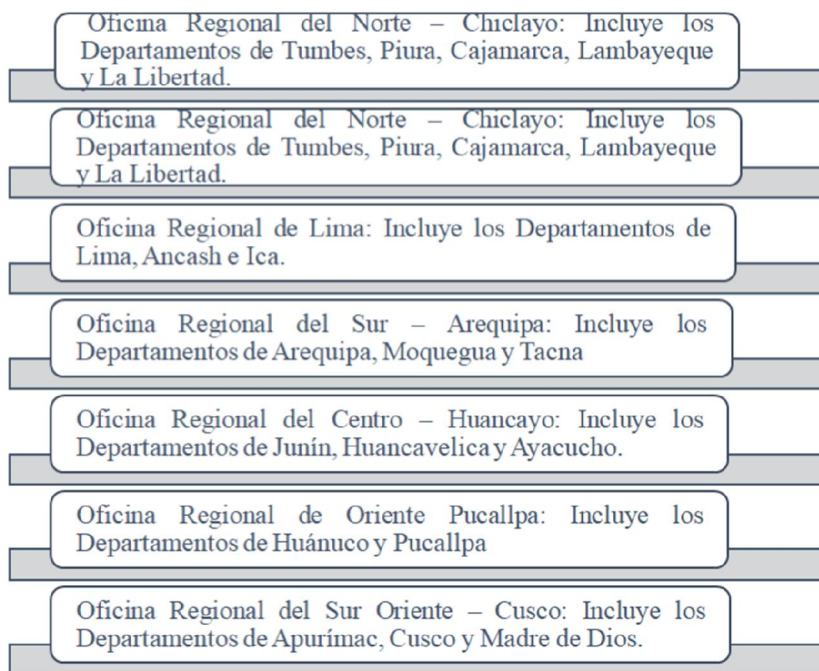 Oficina Regional del Norte – Chiclayo: Incluye los
Departamentos de Tumbes, Piura, Cajamarca, Lambayeque
y La Libertad.
Oficina Regional del Norte – Chiclayo: Incluye los
Departamentos de Tumbes, Piura, Cajamarca, Lambayeque
y La Libertad.
Oficina Regional de Lima: Incluye los Departamentos de
Lima, Ancash e Ica.
Oficina Regional del Sur – Arequipa: Incluye los
Departamentos de Arequipa, Moquegua y Tacna
Oficina Regional del Centro – Huancayo: Incluye los
Departamentos de Junín, Huancavelica y Ayacucho.
Oficina Regional de Oriente Pucallpa: Incluye los
Departamentos de Huánuco y Pucallpa
Oficina Regional del Sur Oriente – Cusco: Incluye los
Departamentos de Apurímac, Cusco y Madre de Dios.